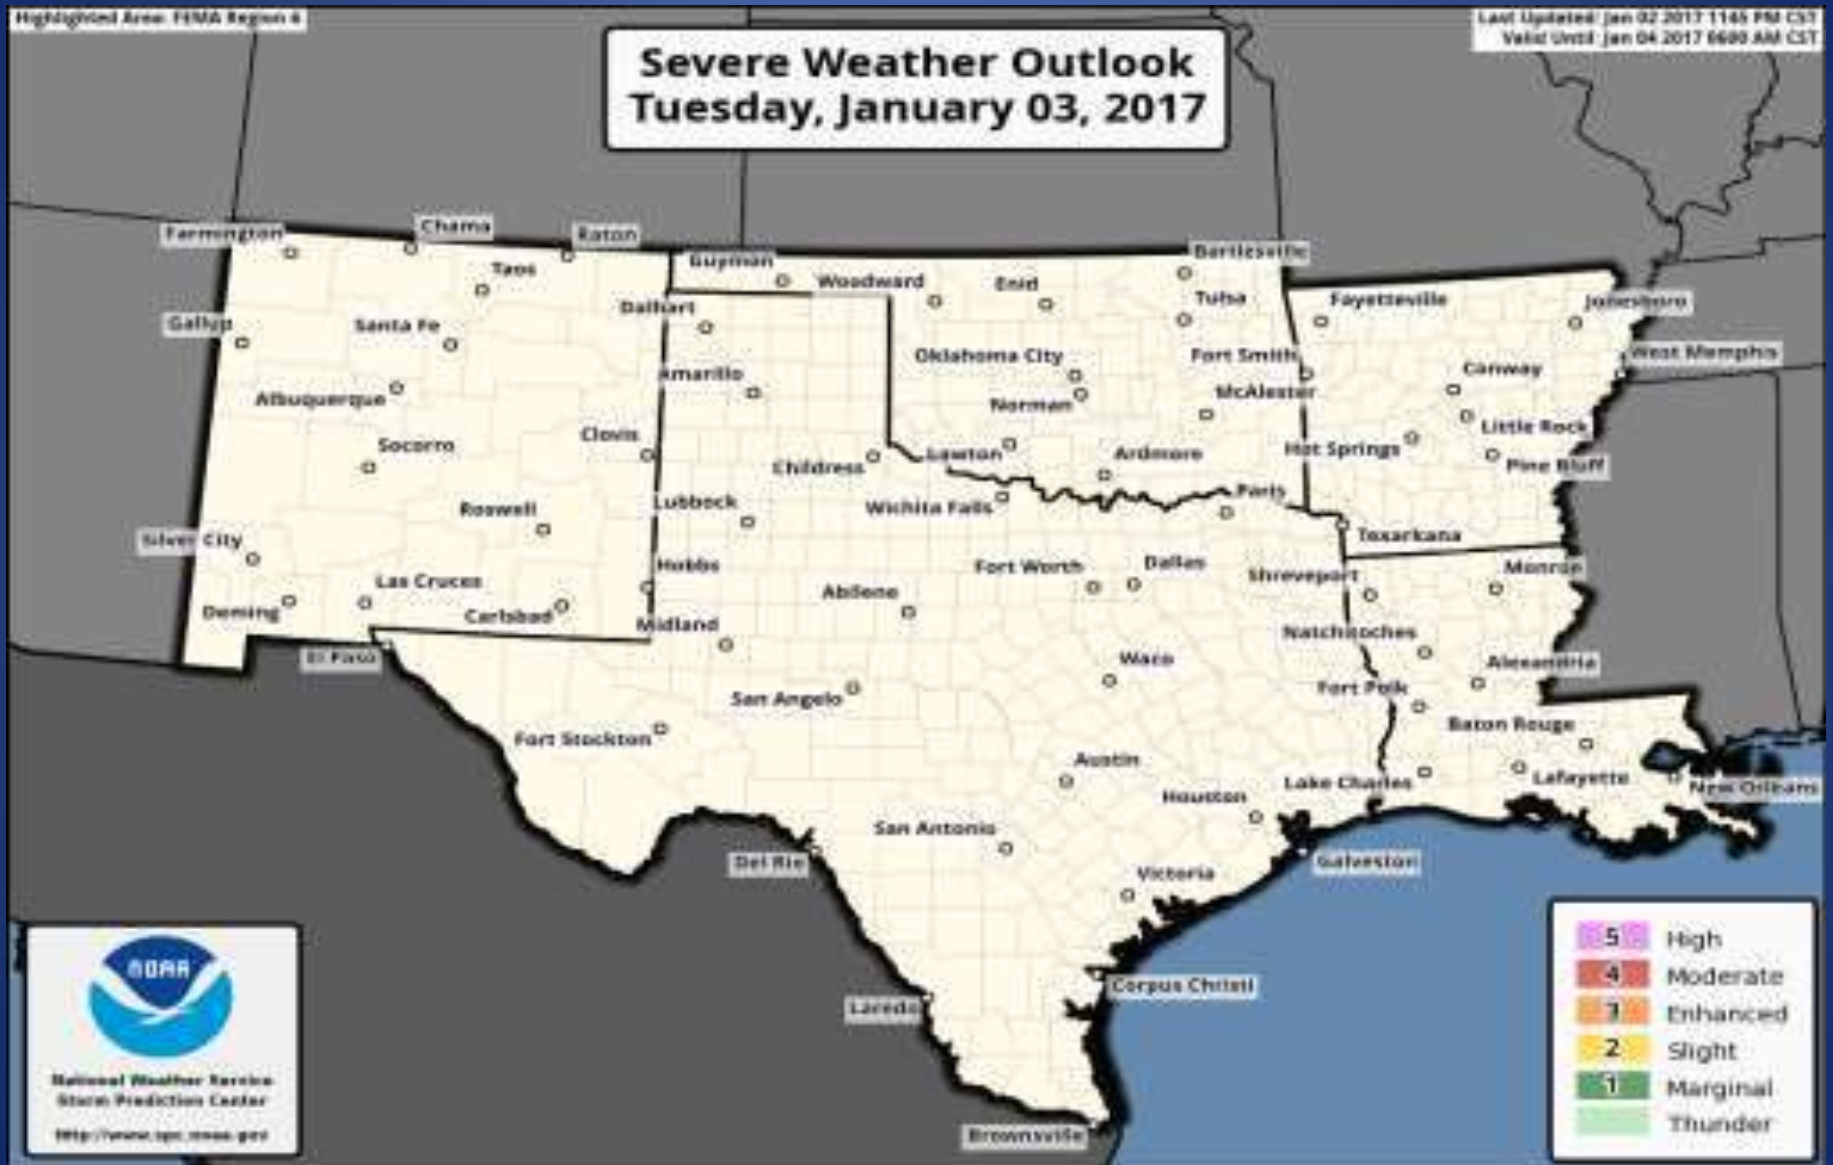 Highlighted Area: FEMA Region 6
Last Updated: Jan 02 2017 1145 PM CST
Valid Until: Jan 04 2017 0600 AM CST
Severe Weather Outlook
Tuesday, January 03, 2017
Farmington
Chama
Raton
Taos
Guymon
Woodward
Enid
Bartlesville
Dalhart
Tulsa
Fayetteville
Jonesboro
Gallup
Santa Fe
Oklahoma City
Fort Smith
West Memphis
Amarillo
Conway
Albuquerque
Norman
McAlester
Little Rock
Socorro
Clovis
Childress
Lawton
Ardmore
Hot Springs
Pine Bluff
Roswell
Lubbock
Wichita Falls
Paris
Texarkana
Silver City
Hobbs
Fort Worth
Dallas
Shreveport
Monroe
Las Cruces
Abilene
Deming
Carlsbad
Midland
Natchitoches
El Paso
Waco
Alexandria
San Angelo
Fort Polk
Fort Stockton
Baton Rouge
Austin
Lake Charles
Lafayette
New Orleans
Houston
San Antonio
Del Rio
Galveston
Victoria
Corpus Christi
Laredo
Brownsville
NOAA
National Weather Service
Storm Prediction Center
http://www.spc.noaa.gov
5 High
4 Moderate
3 Enhanced
2 Slight
1 Marginal
Thunder